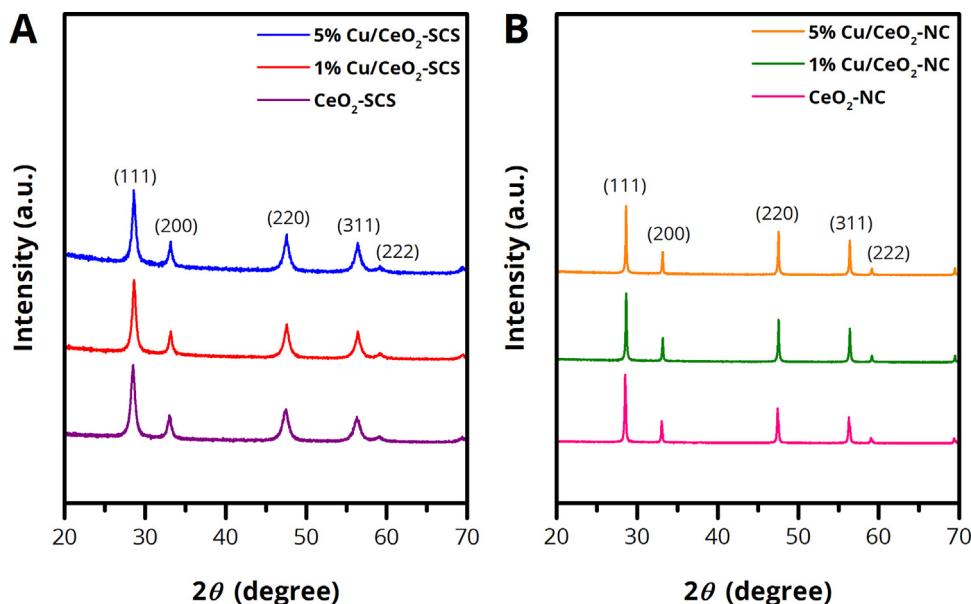 A
5% Cu/CeO₂-SCS
1% Cu/CeO₂-SCS
CeO₂-SCS
(111)
(200)
(220)
(311)
(222)
Intensity (a.u.)
20 30 40 50 60 70
2θ (degree)
B
5% Cu/CeO₂-NC
1% Cu/CeO₂-NC
CeO₂-NC
(111)
(200)
(220)
(311)
(222)
Intensity (a.u.)
20 30 40 50 60 70
2θ (degree)